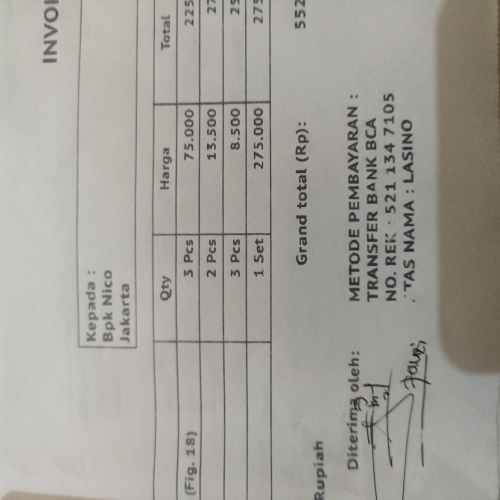 INVOI
Kepada :
Bpk Nico
Jakarta
Qty Harga Total
(Fig. 18) 3 Pcs 75.000 225
2 Pcs 13.500 27
3 Pcs 8.500 25
1 Set 275.000 275
Grand total (Rp): 552
Rupiah
Diterima oleh:
METODE PEMBAYARAN :
TRANSFER BANK BCA
NO. REK : 521 134 7105
ATAS NAMA : LASINO